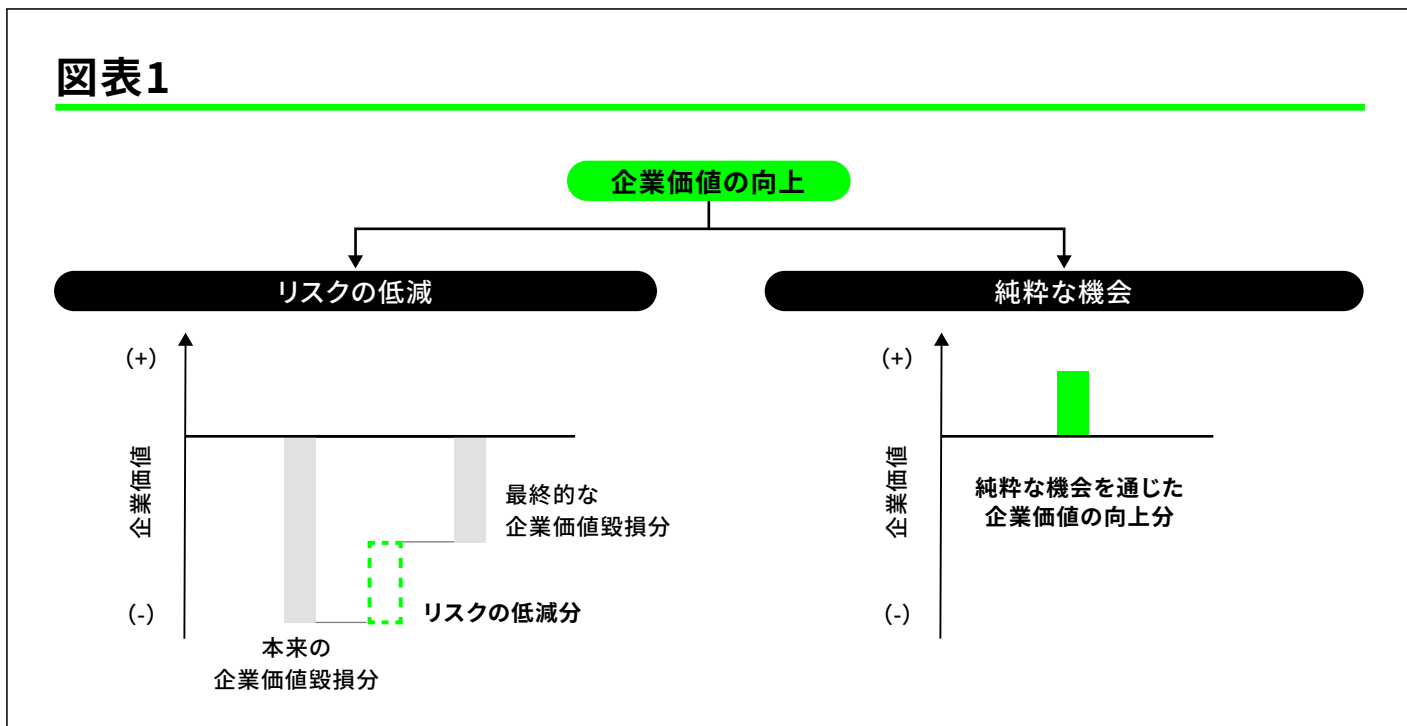 図表1
企業価値の向上
リスクの低減
(+)
企業価値
(-)
最終的な
企業価値毀損分
リスクの低減分
本来の
企業価値毀損分
純粋な機会
(+)
企業価値
(-)
純粋な機会を通じた
企業価値の向上分